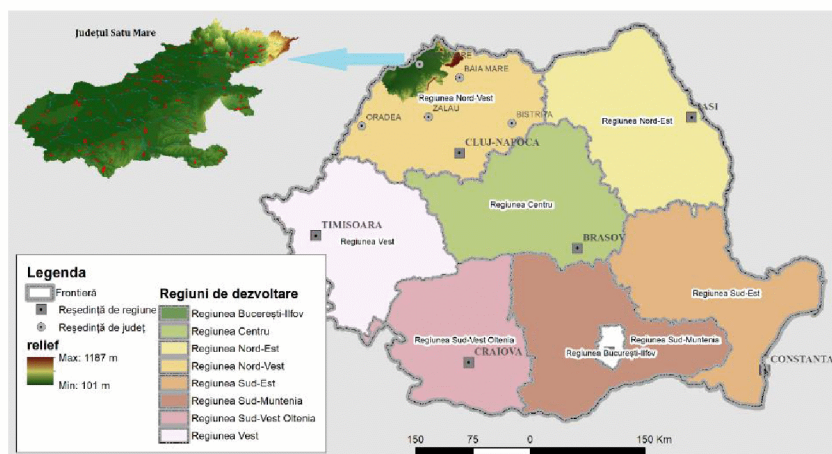 Județul Satu Mare
BAIA MARE
Regiunea Nord-Vest
ORADEA
ZALAU
BISTRITA
CLUJ-NAPOCA
IASI
Regiunea Nord-Est
Regiunea Centru
TIMISOARA
Regiunea Vest
BRASOV
Regiunea Sud-Est
Regiunea Sud-Vest Oltenia
CRAIOVA
Regiunea Sud-Muntenia
Regiunea București-Ilfov
CONSTANTA
Legenda
Frontieră
Reședință de regiune
Reședință de județ
relief
Max: 1187 m
Min: 101 m
Regiuni de dezvoltare
Regiunea București-Ilfov
Regiunea Centru
Regiunea Nord-Est
Regiunea Nord-Vest
Regiunea Sud-Est
Regiunea Sud-Muntenia
Regiunea Sud-Vest Oltenia
Regiunea Vest
150 75 0 150 Km